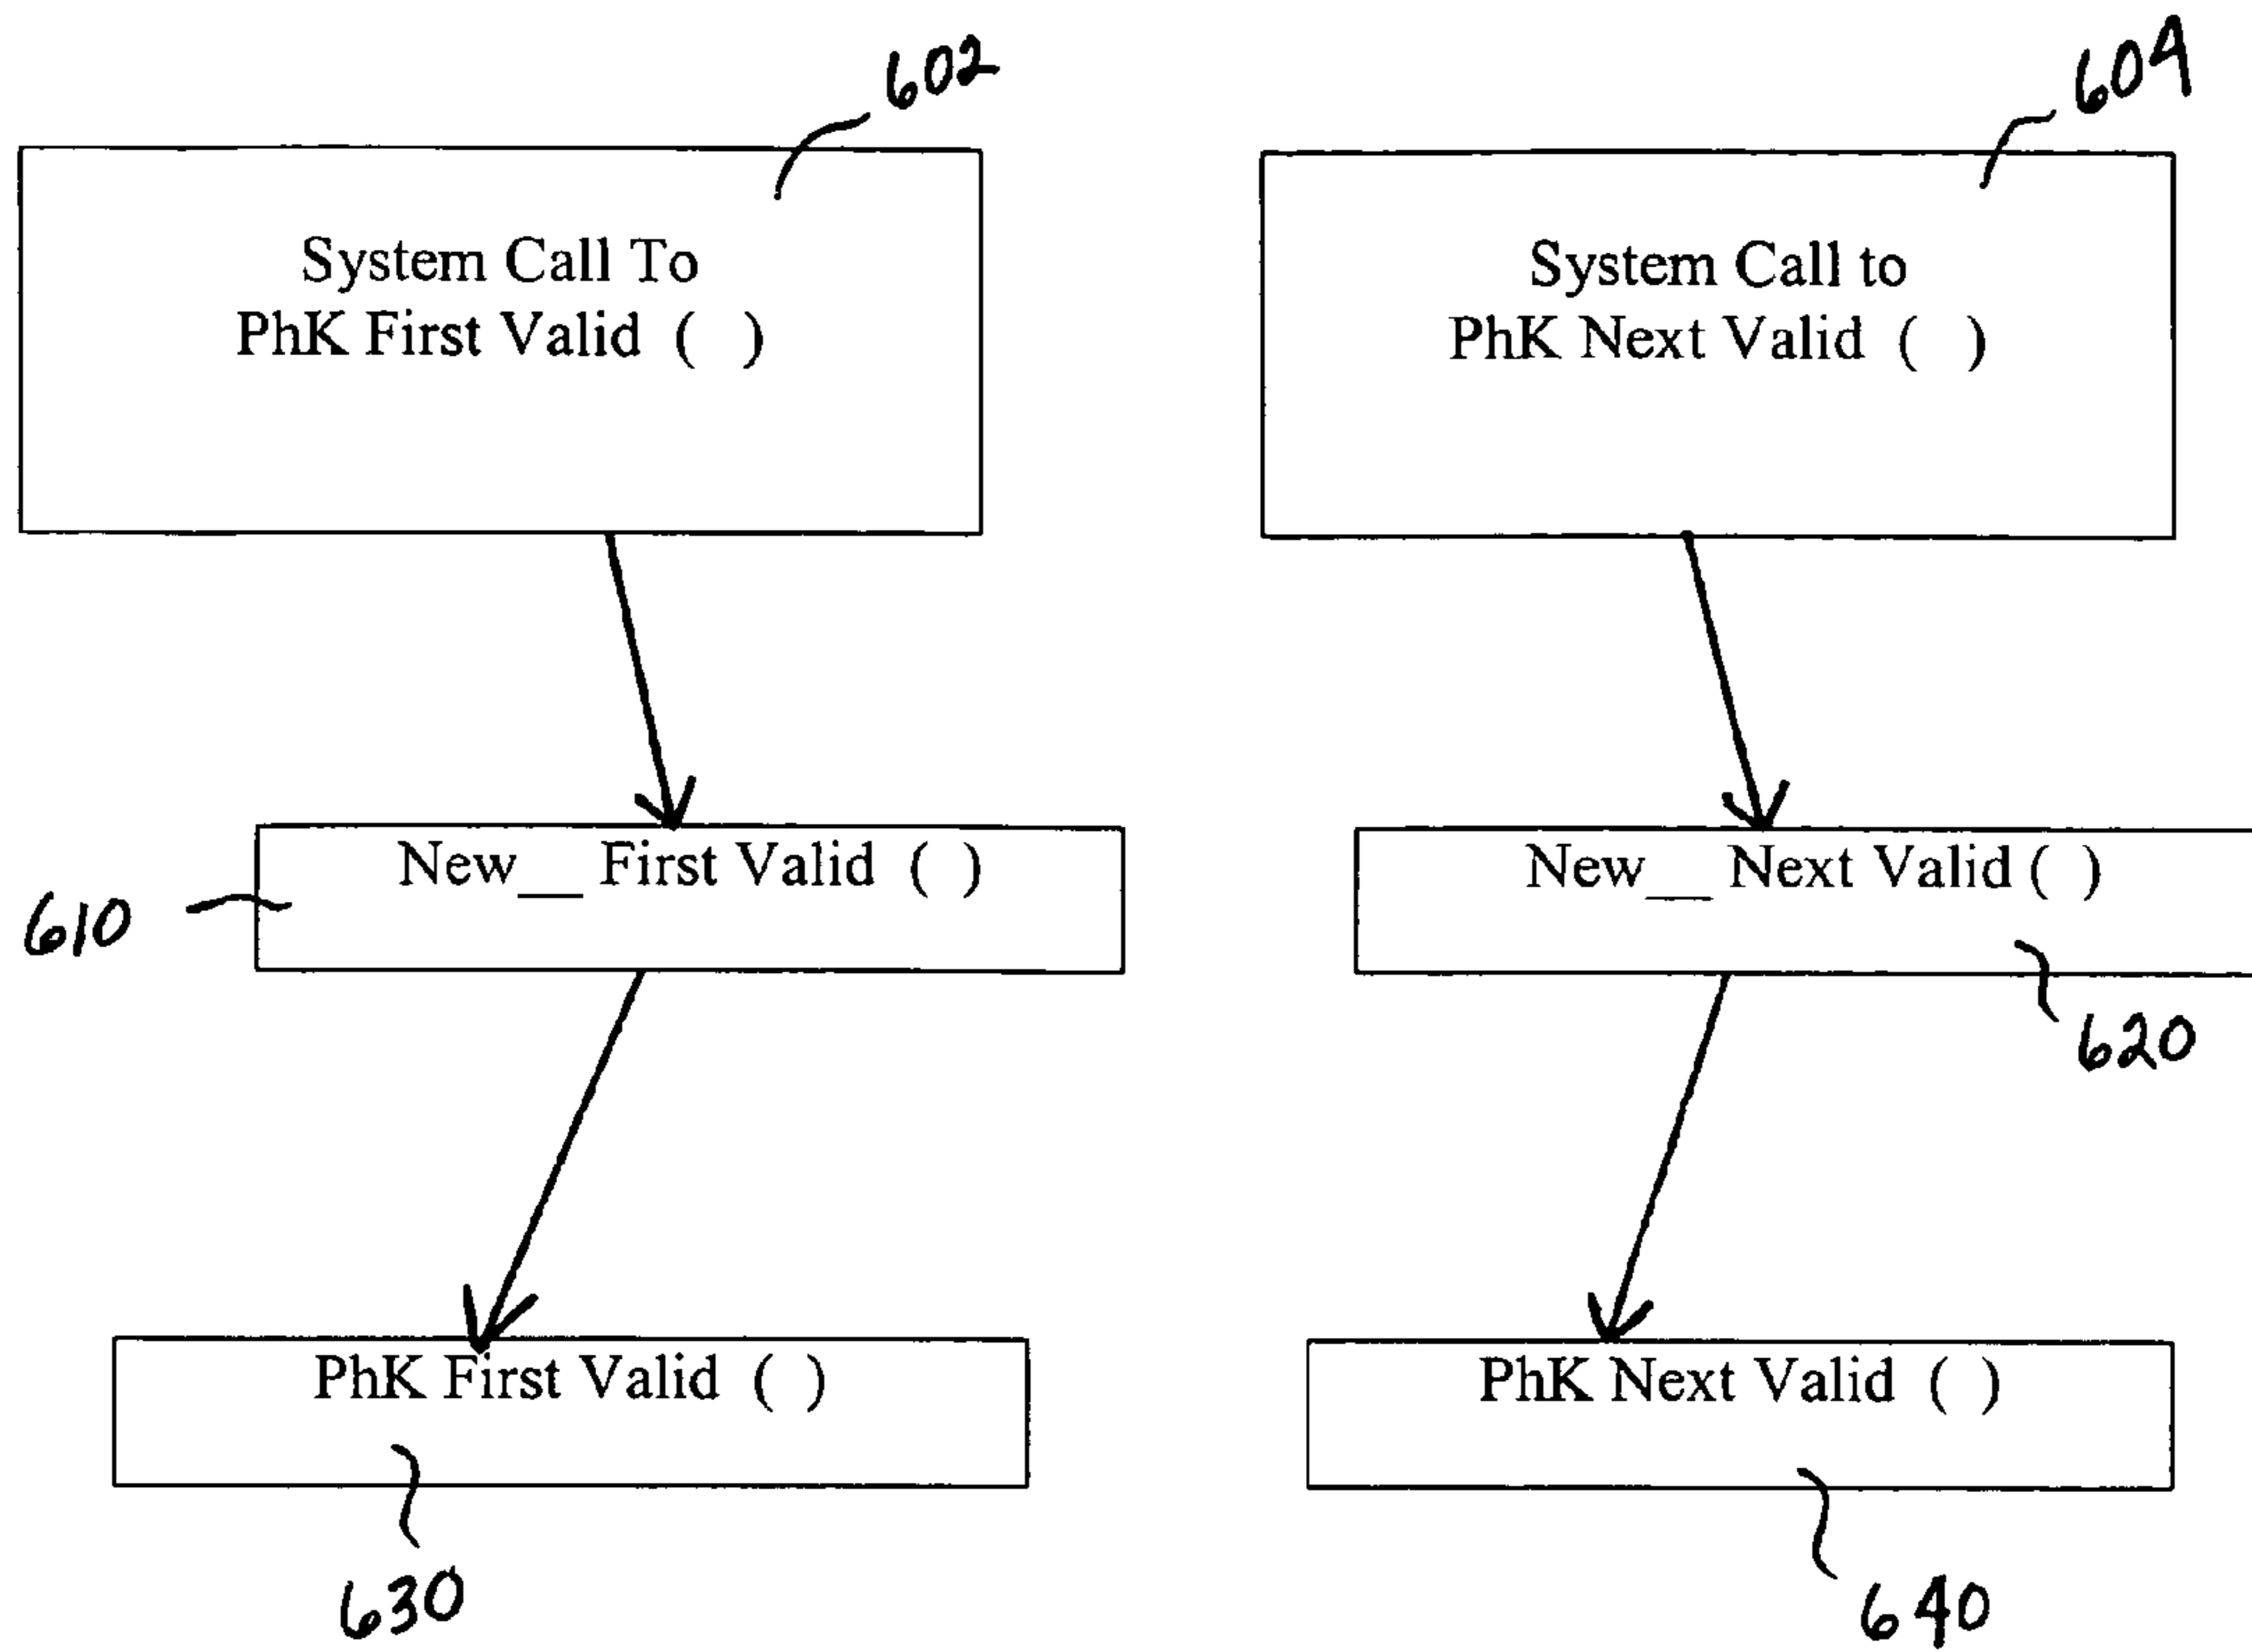 602
604
System Call To
PhK First Valid ( )
System Call to
PhK Next Valid ( )
New__ First Valid ( )
New__ Next Valid ( )
610
620
PhK First Valid ( )
PhK Next Valid ( )
630
640